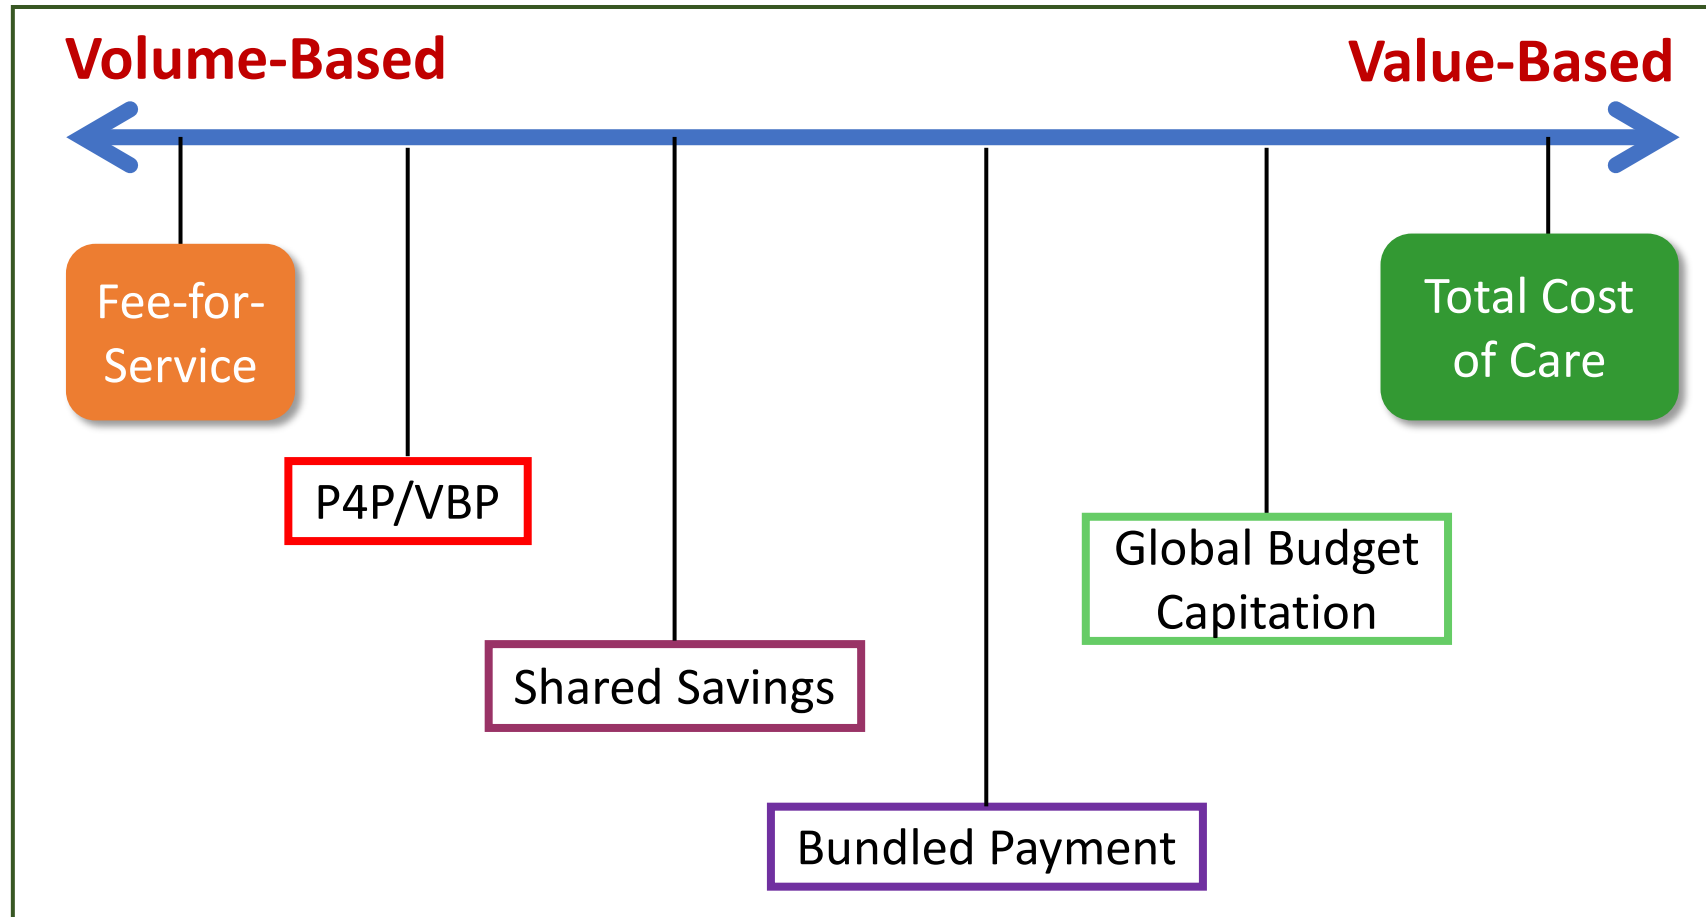 Volume-Based
Value-Based
Fee-for-
Service
Total Cost
of Care
P4P/VBP
Global Budget
Capitation
Shared Savings
Bundled Payment